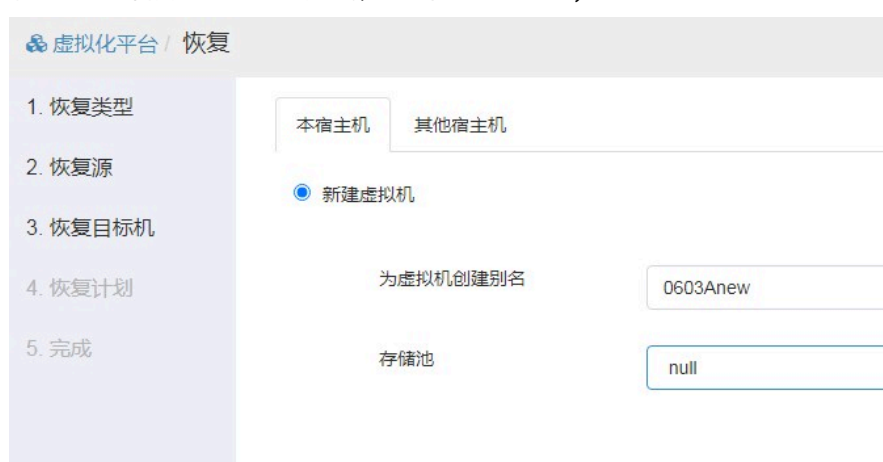 虚拟化平台 / 恢复
1. 恢复类型
本宿主机 其他宿主机
2. 恢复源
新建虚拟机
3. 恢复目标机
为虚拟机创建别名 0603Anew
4. 恢复计划
5. 完成
存储池 null